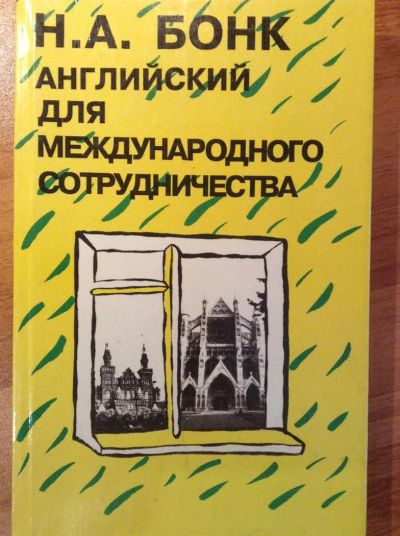 Н.А. БОНК
АНГЛИЙСКИЙ
ДЛЯ
МЕЖДУНАРОДНОГО
СОТРУДНИЧЕСТВА